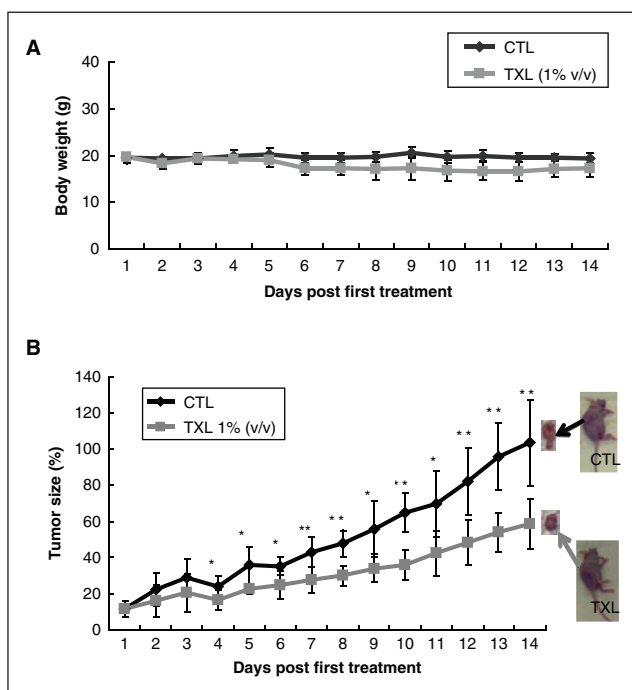 A
CTL
TXL (1% v/v)
Body weight (g)
40
30
20
10
0
1 2 3 4 5 6 7 8 9 10 11 12 13 14
Days post first treatment
B
CTL
TXL 1% (v/v)
Tumor size (%)
140
120
100
80
60
40
20
0
* * * ** ** * ** * ** ** **
1 2 3 4 5 6 7 8 9 10 11 12 13 14
Days post first treatment
CTL
TXL